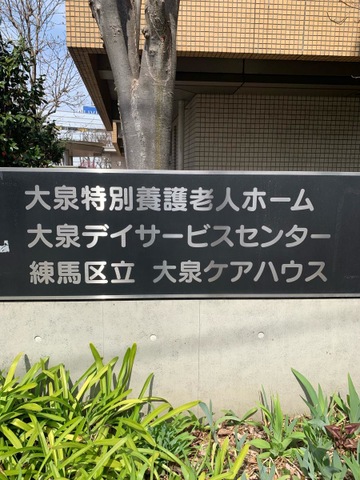 大泉特別養護老人ホーム
大泉デイサービスセンター
練馬区立 大泉ケアハウス